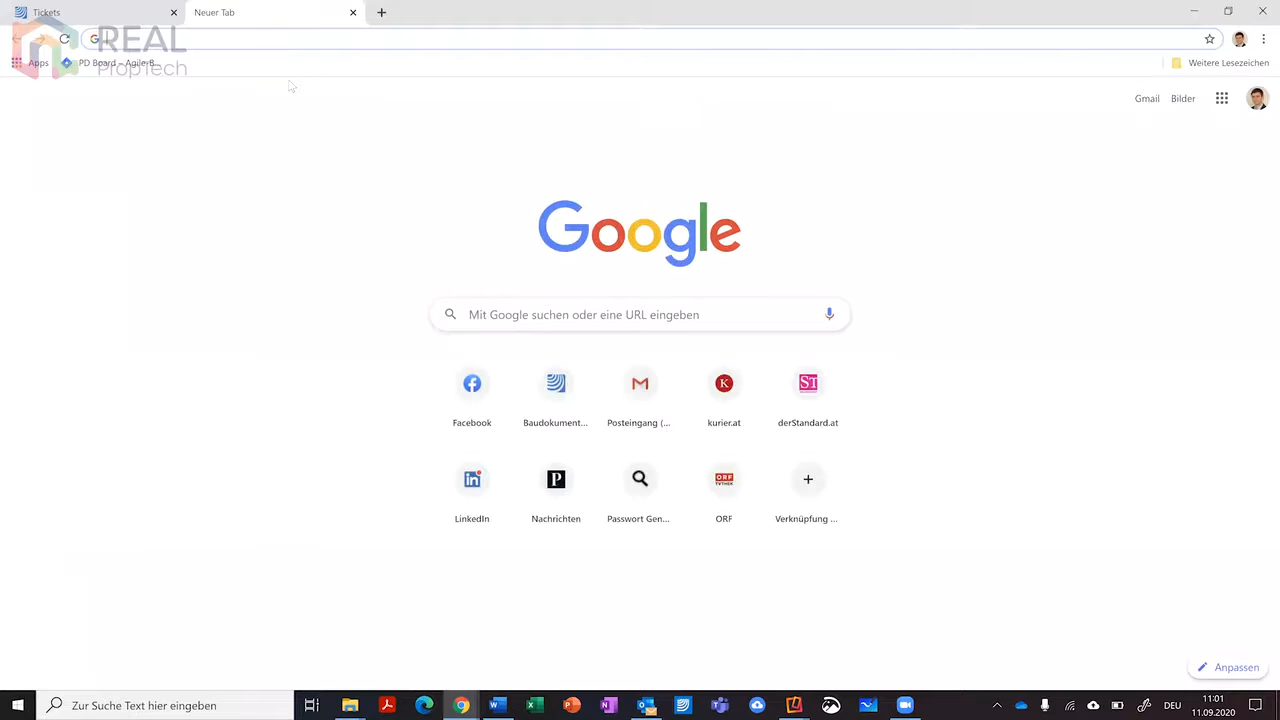 Tickets
Neuer Tab
REAL
PropTech
Apps
PD Board - Agile B...
Weitere Lesezeichen
Gmail
Bilder
Google
Mit Google suchen oder eine URL eingeben
Facebook
Baudokument...
Posteingang (...
kurier.at
derStandard.at
LinkedIn
Nachrichten
Passwort Gen...
ORF
Verknüpfung ...
Anpassen
Zur Suche Text hier eingeben
DEU
11:01
11.09.2020